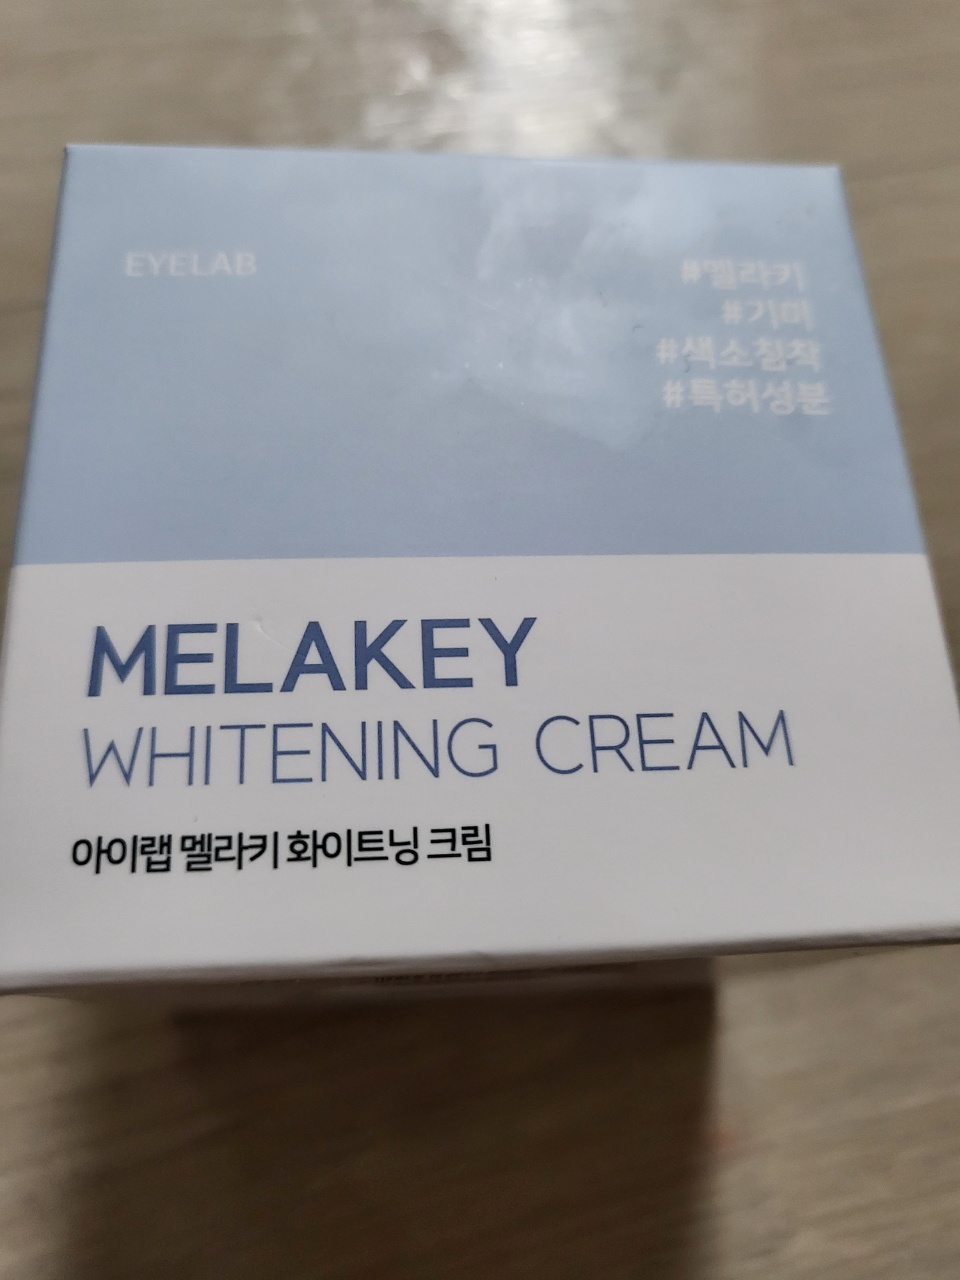 EYELAB
#멜라키
#기미
#색소침착
#특허성분
MELAKEY
WHITENING CREAM
아이랩 멜라키 화이트닝 크림